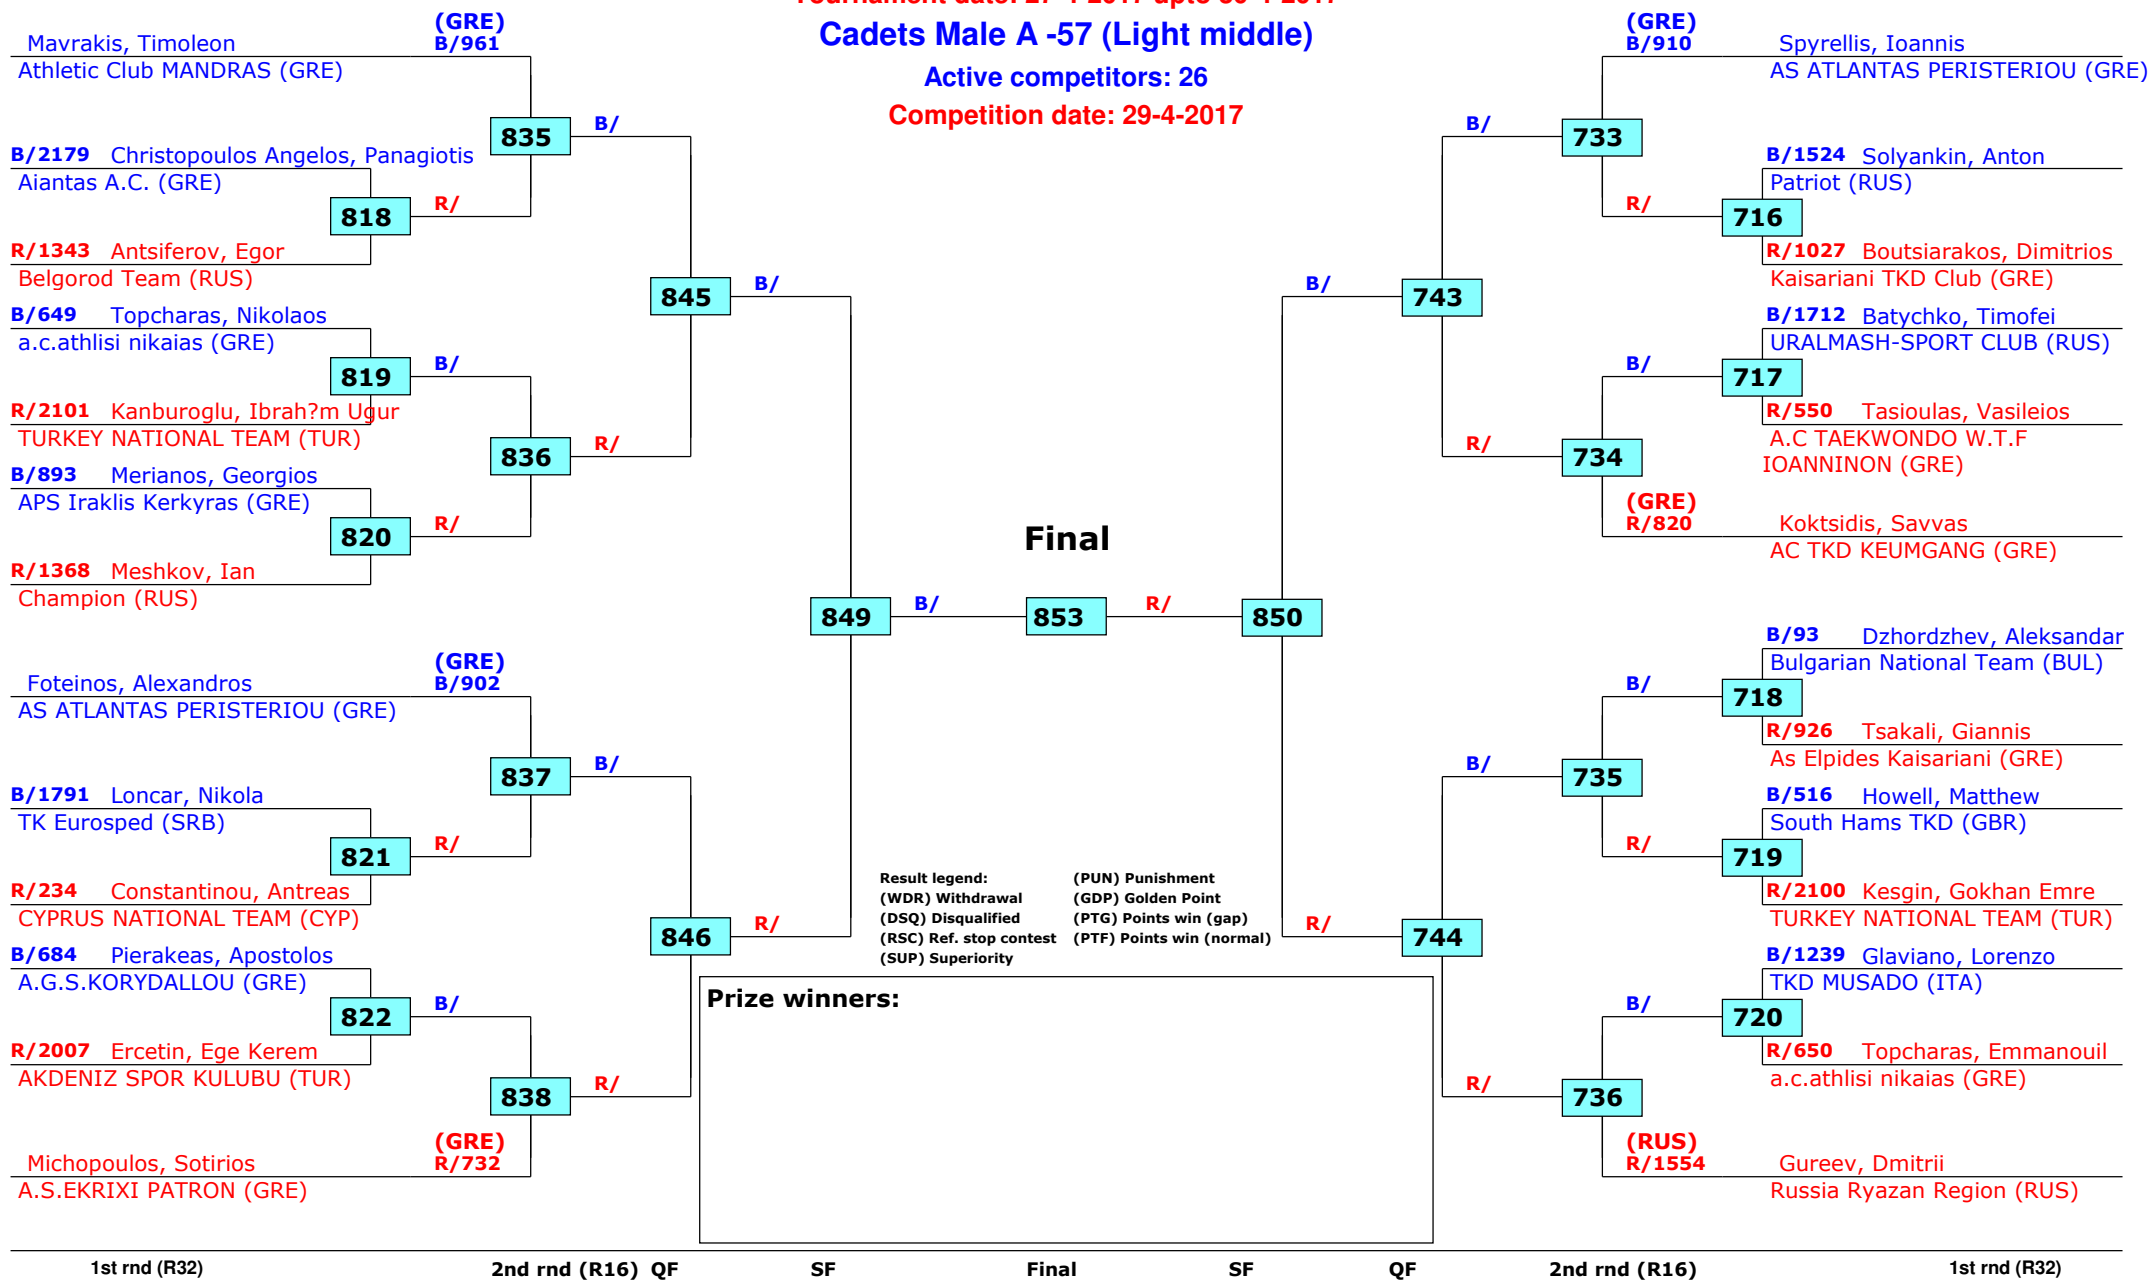 Tournament date: 27-4-2017 upto 30-4-2017
Cadets Male A -57 (Light middle)
Active competitors: 26
Competition date: 29-4-2017
(GRE)
Mavrakis, Timoleon B/961
Athletic Club MANDRAS (GRE)
835
B/
B/2179 Christopoulos Angelos, Panagiotis
Aiantas A.C. (GRE)
818
R/
R/1343 Antsiferov, Egor
Belgorod Team (RUS)
845
B/
B/649 Topcharas, Nikolaos
a.c.athlisi nikaias (GRE)
819
B/
R/2101 Kanburoglu, Ibrah?m Ugur
TURKEY NATIONAL TEAM (TUR)
836
R/
B/893 Merianos, Georgios
APS Iraklis Kerkyras (GRE)
820
R/
R/1368 Meshkov, Ian
Champion (RUS)
849
B/
(GRE)
Foteinos, Alexandros B/902
AS ATLANTAS PERISTERIOU (GRE)
837
B/
B/1791 Loncar, Nikola
TK Eurosped (SRB)
821
R/
R/234 Constantinou, Antreas
CYPRUS NATIONAL TEAM (CYP)
846
R/
B/684 Pierakeas, Apostolos
A.G.S.KORYDALLOU (GRE)
822
B/
R/2007 Ercetin, Ege Kerem
AKDENIZ SPOR KULUBU (TUR)
838
R/
(GRE)
Michopoulos, Sotirios R/732
A.S.EKRIXI PATRON (GRE)
Final
853
R/
850
(GRE)
B/910 Spyrellis, Ioannis
AS ATLANTAS PERISTERIOU (GRE)
B/
733
B/1524 Solyankin, Anton
Patriot (RUS)
R/
716
R/1027 Boutsiarakos, Dimitrios
Kaisariani TKD Club (GRE)
B/
743
B/1712 Batychko, Timofei
URALMASH-SPORT CLUB (RUS)
B/
717
R/550 Tasioulas, Vasileios
A.C TAEKWONDO W.T.F
IOANNINON (GRE)
R/
734
(GRE)
R/820 Koktsidis, Savvas
AC TKD KEUMGANG (GRE)
B/93 Dzhordzhev, Aleksandar
Bulgarian National Team (BUL)
B/
718
R/926 Tsakali, Giannis
As Elpides Kaisariani (GRE)
B/
735
B/516 Howell, Matthew
South Hams TKD (GBR)
R/
719
R/2100 Kesgin, Gokhan Emre
TURKEY NATIONAL TEAM (TUR)
R/
744
B/1239 Glaviano, Lorenzo
TKD MUSADO (ITA)
B/
720
R/650 Topcharas, Emmanouil
a.c.athlisi nikaias (GRE)
R/
736
(RUS)
R/1554 Gureev, Dmitrii
Russia Ryazan Region (RUS)
Result legend: (PUN) Punishment
(WDR) Withdrawal (GDP) Golden Point
(DSQ) Disqualified (PTG) Points win (gap)
(RSC) Ref. stop contest (PTF) Points win (normal)
(SUP) Superiority
Prize winners:
1st rnd (R32) 2nd rnd (R16) QF SF Final SF QF 2nd rnd (R16) 1st rnd (R32)